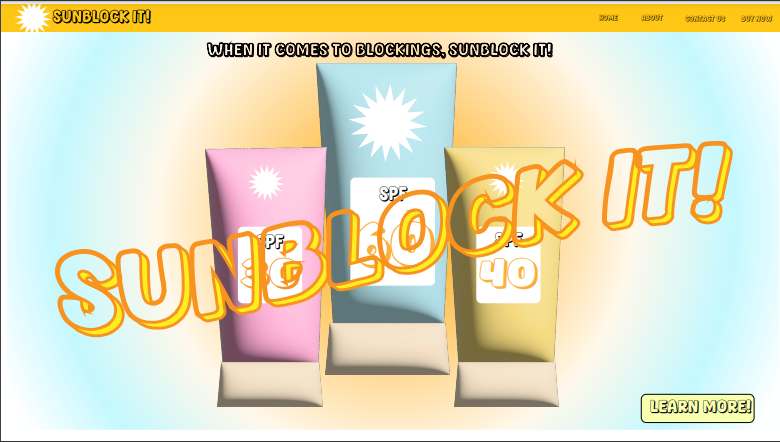 SUNBLOCK IT!
HOME ABOUT CONTACT US BUY NOW
WHEN IT COMES TO BLOCKINGS, SUNBLOCK IT!
SPF
60
SPF
30
SPF
40
SUNBLOCK IT!
LEARN MORE!